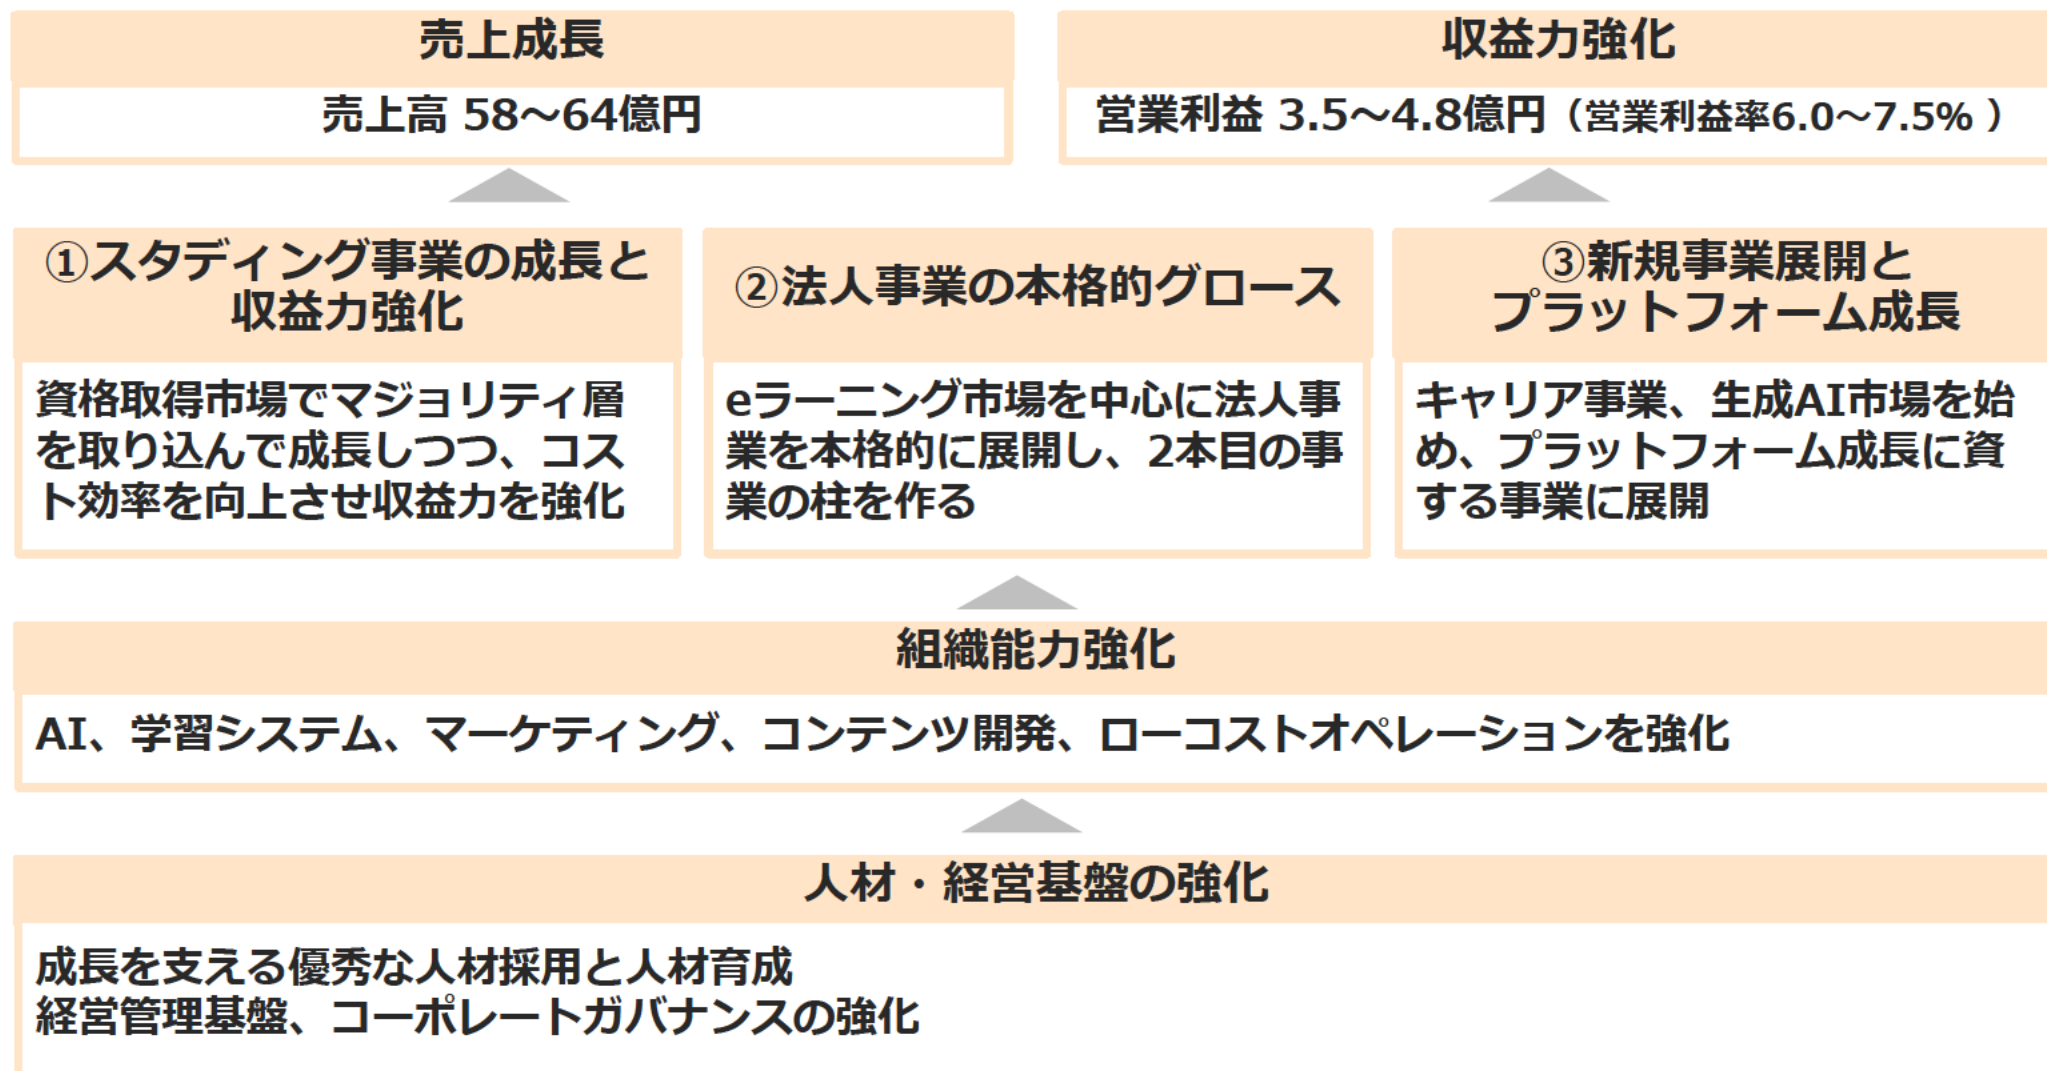 売上成長
売上高 58～64億円
収益力強化
営業利益 3.5～4.8億円（営業利益率6.0～7.5% ）
①スタディング事業の成長と
収益力強化
資格取得市場でマジョリティ層
を取り込んで成長しつつ、コス
ト効率を向上させ収益力を強化
②法人事業の本格的グロース
eラーニング市場を中心に法人事
業を本格的に展開し、2本目の事
業の柱を作る
③新規事業展開と
プラットフォーム成長
キャリア事業、生成AI市場を始
め、プラットフォーム成長に資
する事業に展開
組織能力強化
AI、学習システム、マーケティング、コンテンツ開発、ローコストオペレーションを強化
人材・経営基盤の強化
成長を支える優秀な人材採用と人材育成
経営管理基盤、コーポレートガバナンスの強化